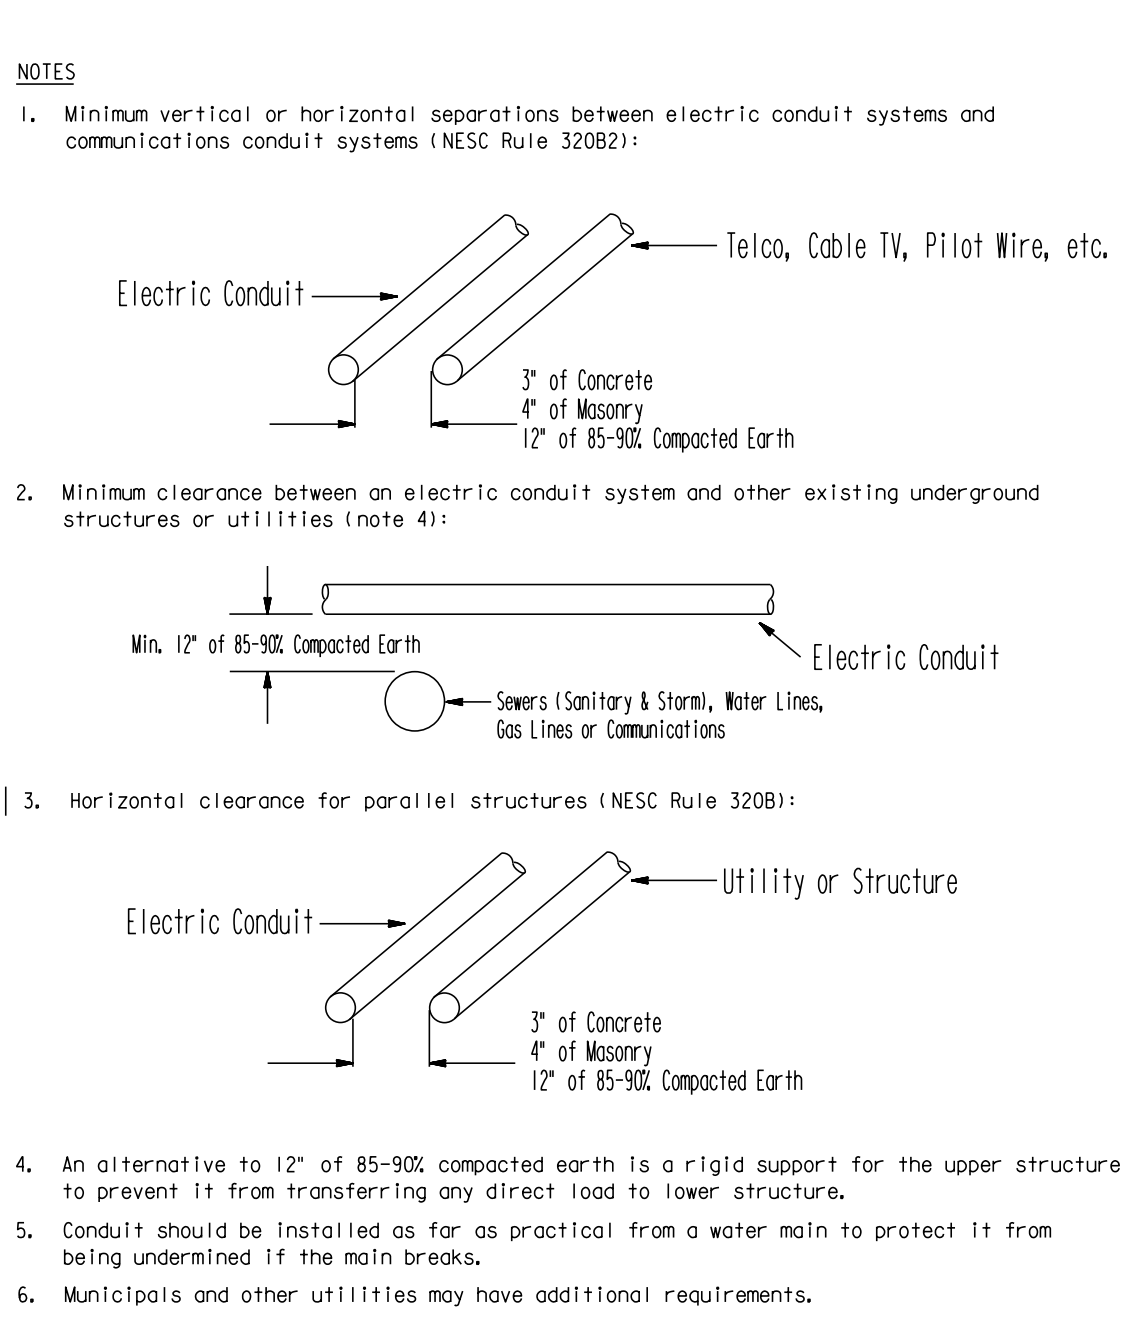 NOTES
1. Minimum vertical or horizontal separations between electric conduit systems and
communications conduit systems (NESC Rule 320B2):
Telco, Cable TV, Pilot Wire, etc.
Electric Conduit
3" of Concrete
4" of Masonry
12" of 85-90% Compacted Earth
2. Minimum clearance between an electric conduit system and other existing underground
structures or utilities (note 4):
Min. 12" of 85-90% Compacted Earth
Electric Conduit
Sewers (Sanitary & Storm), Water Lines,
Gas Lines or Communications
3. Horizontal clearance for parallel structures (NESC Rule 320B):
Utility or Structure
Electric Conduit
3" of Concrete
4" of Masonry
12" of 85-90% Compacted Earth
4. An alternative to 12" of 85-90% compacted earth is a rigid support for the upper structure
to prevent it from transferring any direct load to lower structure.
5. Conduit should be installed as far as practical from a water main to protect it from
being undermined if the main breaks.
6. Municipals and other utilities may have additional requirements.